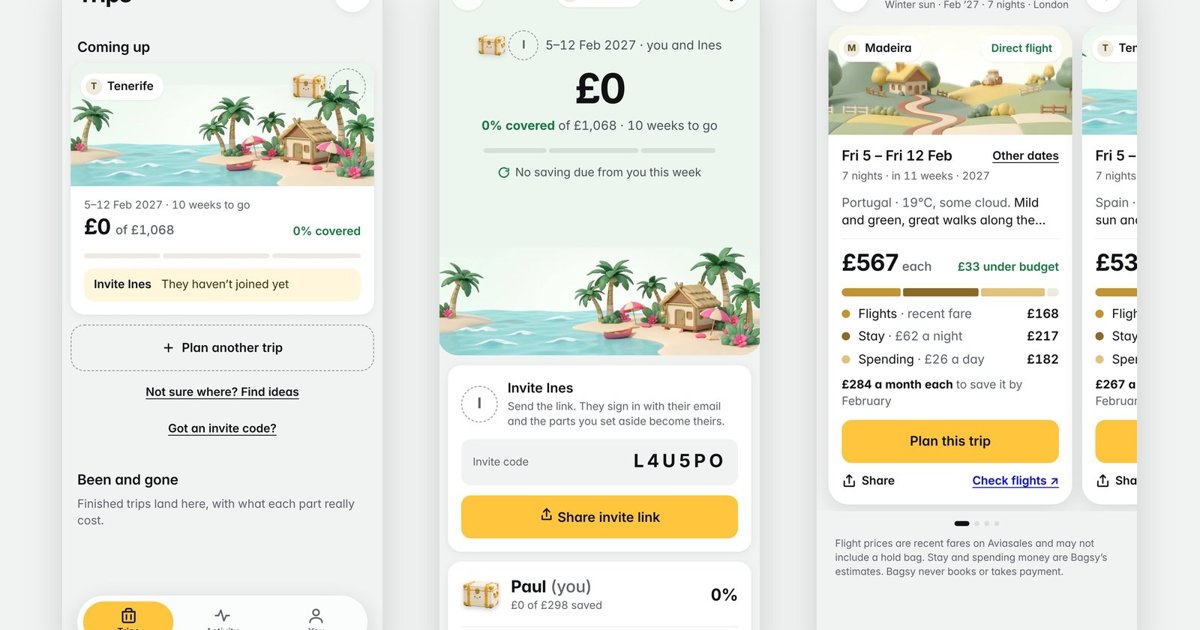 Trips
Coming up
T Tenerife
I
5–12 Feb 2027 · 10 weeks to go
£0 of £1,068
0% covered
Invite Ines They haven’t joined yet
+ Plan another trip
Not sure where? Find ideas
Got an invite code?
Been and gone
Finished trips land here, with what each part really
cost.
Trips
Activity
You
I 5–12 Feb 2027 · you and Ines
£0
0% covered of £1,068 · 10 weeks to go
No saving due from you this week
I
Invite Ines
Send the link. They sign in with their email
and the parts you set aside become theirs.
Invite code L4U5PO
Share invite link
Paul (you)
£0 of £298 saved
0%
Winter sun · Feb ’27 · 7 nights · London
M Madeira
Direct flight
Fri 5 – Fri 12 Feb Other dates
7 nights · in 11 weeks · 2027
Portugal · 19°C, some cloud. Mild
and green, great walks along the...
£567 each £33 under budget
Flights · recent fare £168
Stay · £62 a night £217
Spending · £26 a day £182
£284 a month each to save it by
February
Plan this trip
Share Check flights ↗
T Ten
Fri 5 –
7 nights
Spain ·
sun and
£53
Fligh
Stay
Spen
£267 a
Februar
Sha
Flight prices are recent fares on Aviasales and may not
include a hold bag. Stay and spending money are Bagsy’s
estimates. Bagsy never books or takes payment.